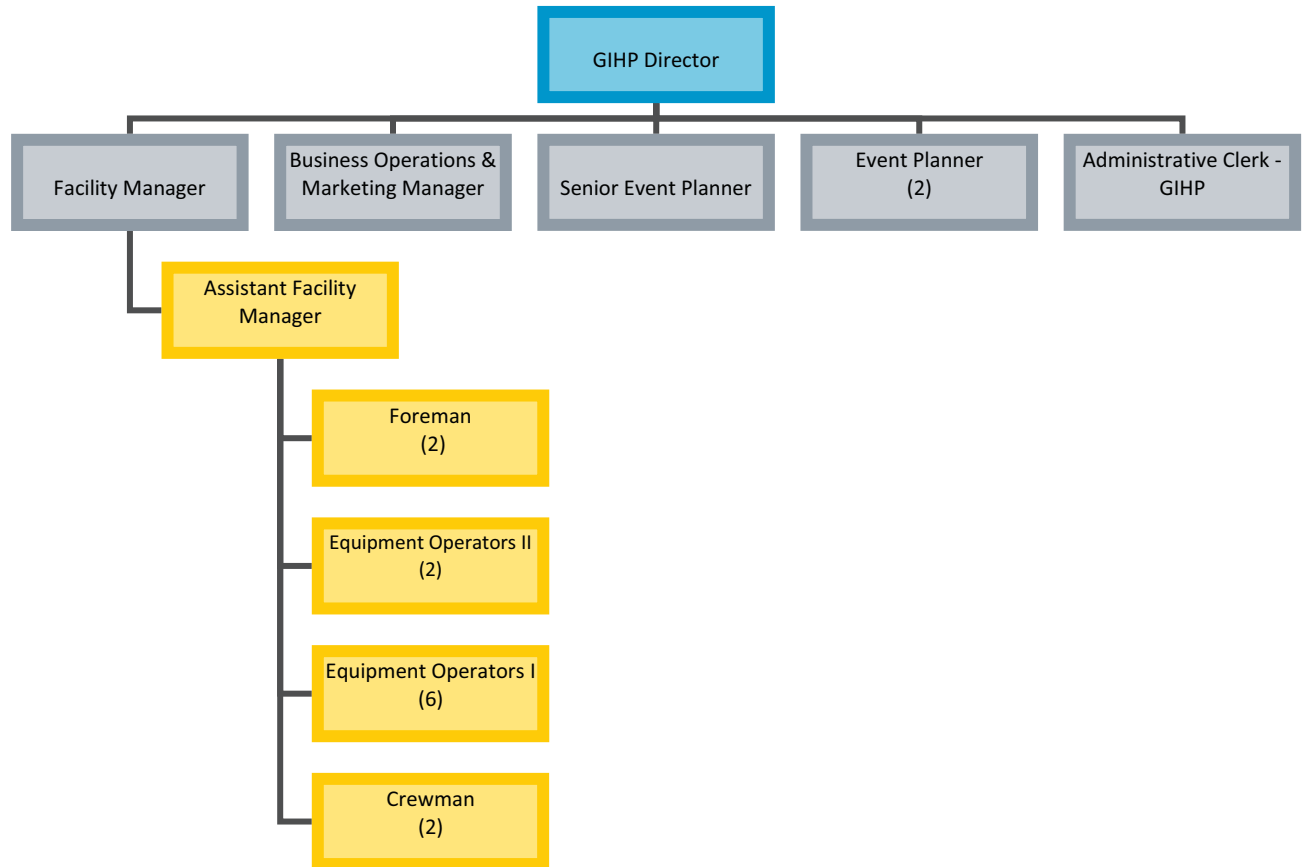 GIHP Director
Facility Manager
Business Operations &
Marketing Manager
Senior Event Planner
Event Planner
(2)
Administrative Clerk -
GIHP
Assistant Facility
Manager
Foreman
(2)
Equipment Operators II
(2)
Equipment Operators I
(6)
Crewman
(2)